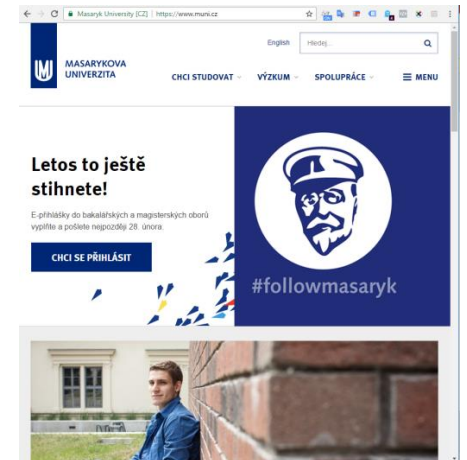 Masaryk University [CZ] | https://www.muni.cz
English
Hledej...
MASARYKOVA
UNIVERZITA
CHCI STUDOVAT
VÝZKUM
SPOLUPRÁCE
MENU
Letos to ještě
stihnete!
E-přihlášky do bakalářských a magisterských oborů
vyplňte a pošlete nejpozději 28. února.
CHCI SE PŘIHLÁSIT
#followmasaryk